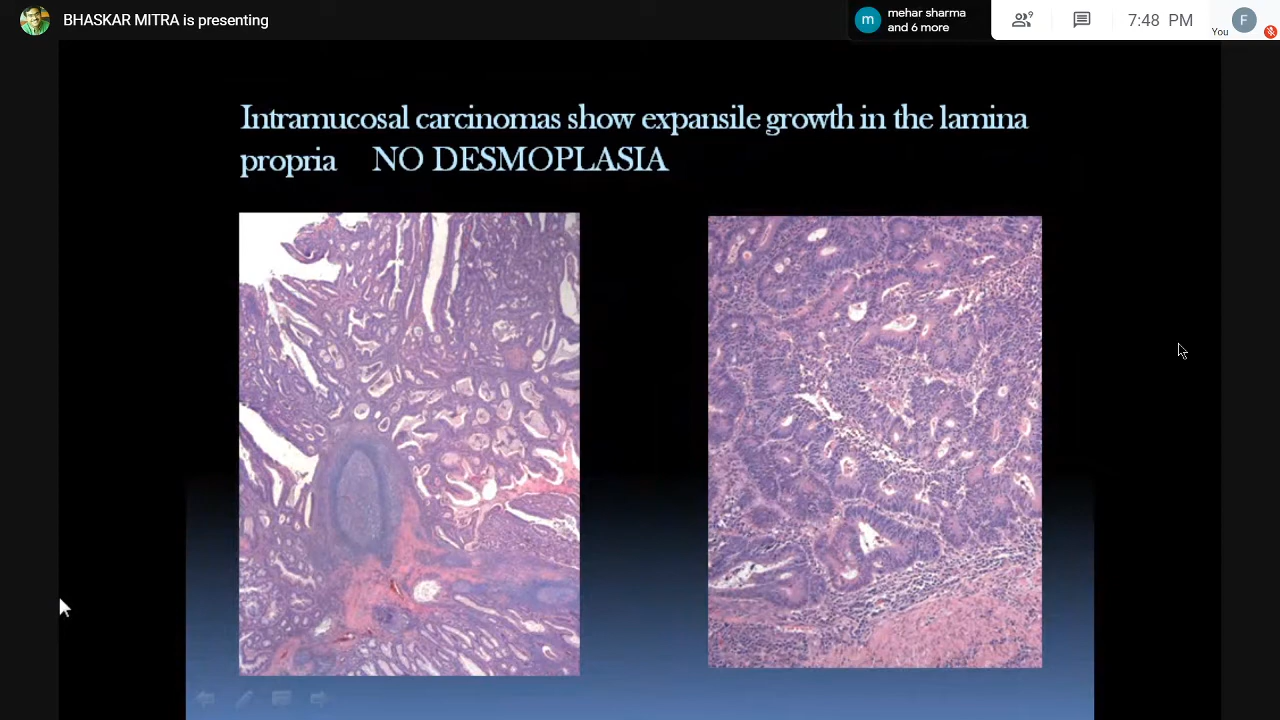 BHASKAR MITRA is presenting
m
mehar sharma
and 6 more
9
7:48 PM
You
F
Intramucosal carcinomas show expansile growth in the lamina
propria NO DESMOPLASIA